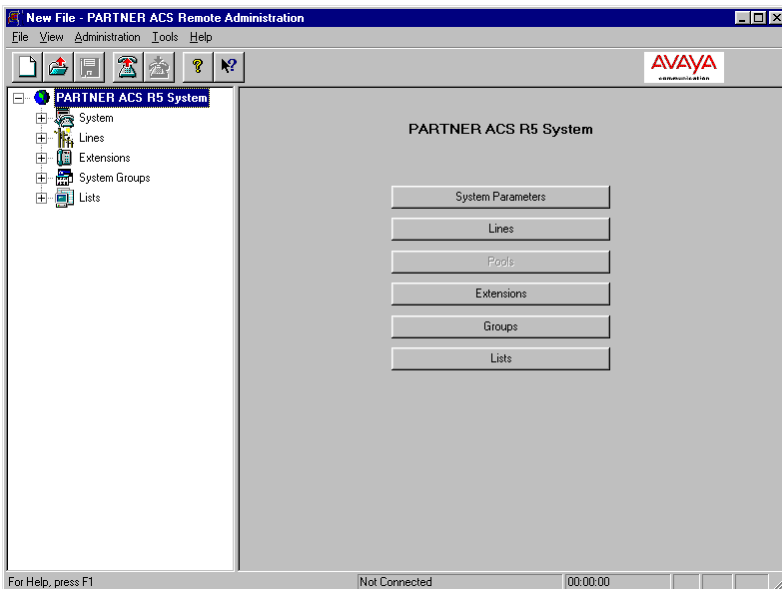 New File - PARTNER ACS Remote Administration
File View Administration Tools Help
AVAYA
communication
PARTNER ACS R5 System
System
Lines
Extensions
System Groups
Lists
PARTNER ACS R5 System
System Parameters
Lines
Pools
Extensions
Groups
Lists
For Help, press F1 Not Connected 00:00:00